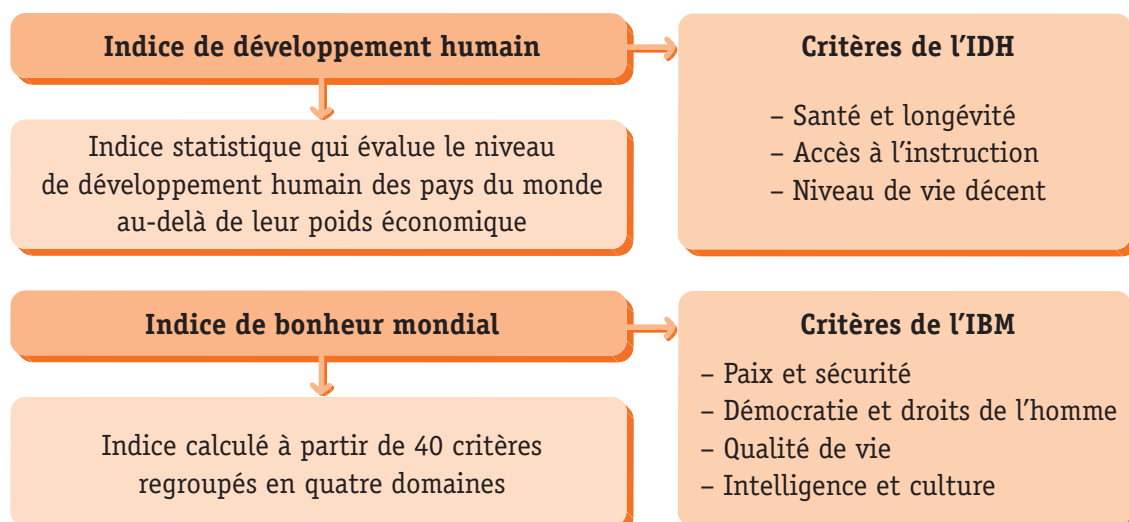 Indice de développement humain
Indice statistique qui évalue le niveau
de développement humain des pays du monde
au-delà de leur poids économique
Critères de l’IDH
– Santé et longévité
– Accès à l’instruction
– Niveau de vie décent
Indice de bonheur mondial
Indice calculé à partir de 40 critères
regroupés en quatre domaines
Critères de l’IBM
– Paix et sécurité
– Démocratie et droits de l’homme
– Qualité de vie
– Intelligence et culture